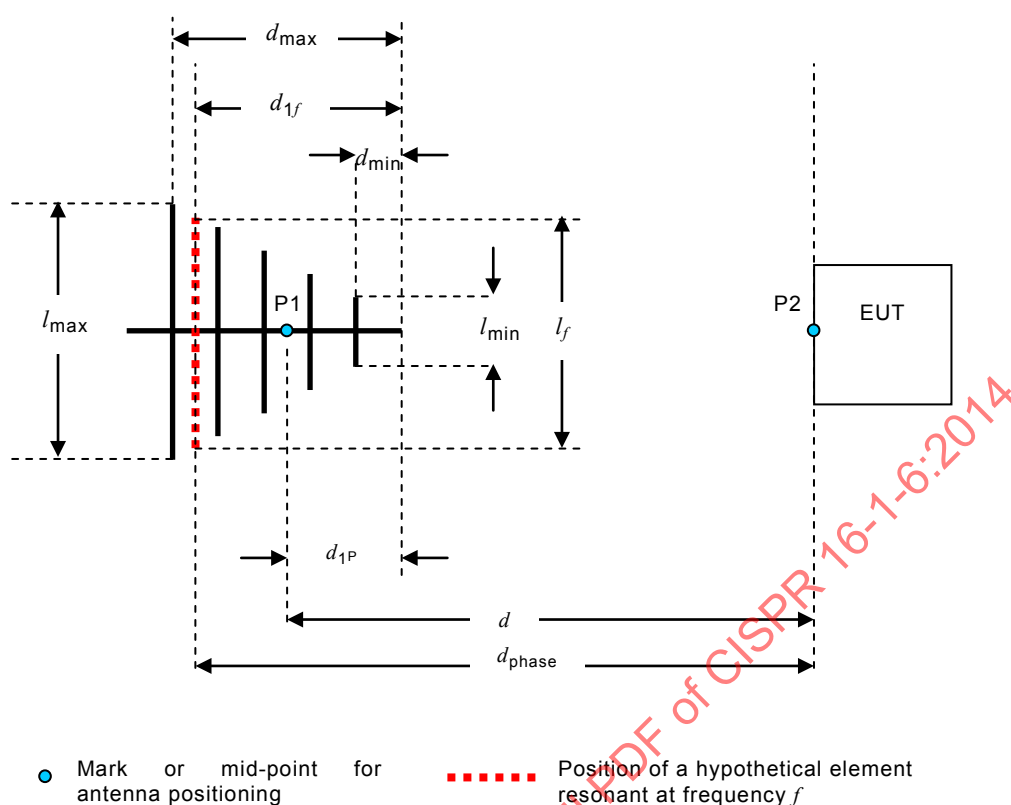 dmax
d1f
dmin
P1
P2
EUT
lmax
lmin
lf
d1P
d
dphase
Mark or mid-point for
antenna positioning
Position of a hypothetical element
resonant at frequency f
PDF of CISPR 16-1-6:2014